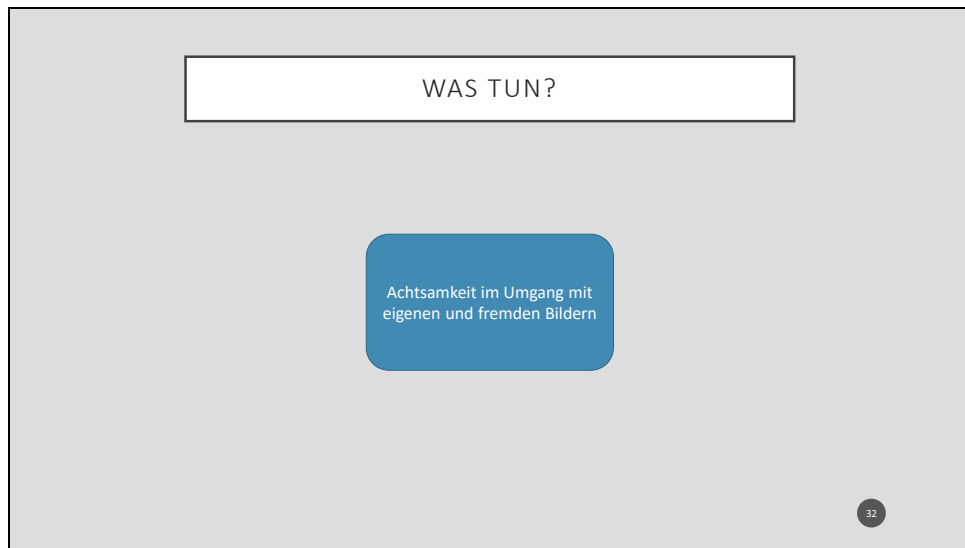 WAS TUN?
Achtsamkeit im Umgang mit
eigenen und fremden Bildern
32